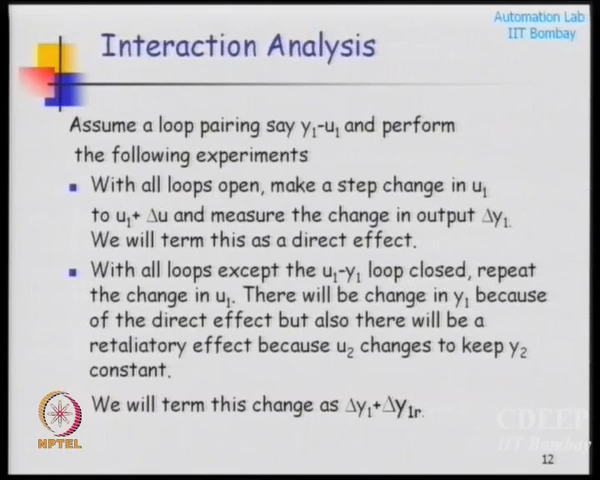 Automation Lab
IIT Bombay
Interaction Analysis
Assume a loop pairing say y₁-u₁ and perform
the following experiments
With all loops open, make a step change in u₁
to u₁+ Δu and measure the change in output Δy₁.
We will term this as a direct effect.
With all loops except the u₁-y₁ loop closed, repeat
the change in u₁. There will be change in y₁ because
of the direct effect but also there will be a
retaliatory effect because u₂ changes to keep y₂
constant.
We will term this change as Δy₁+Δy₁ᵣ.
NPTEL
CDEEP
IIT Bombay
12